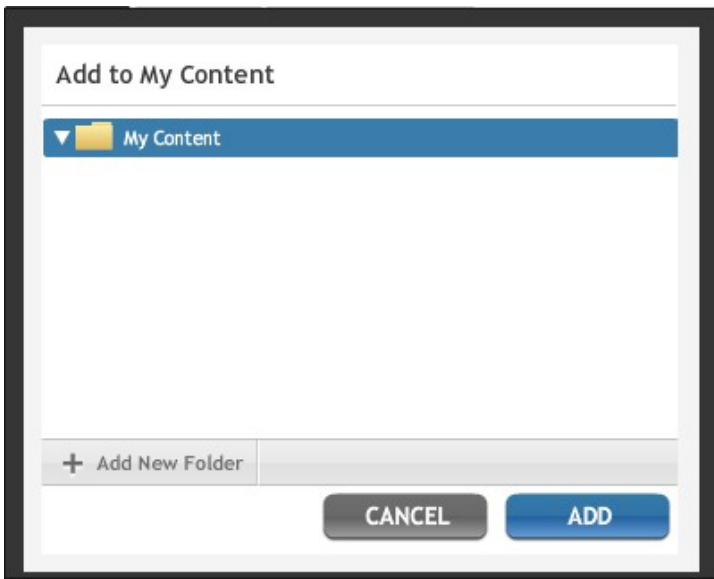 Add to My Content
My Content
+ Add New Folder
CANCEL
ADD